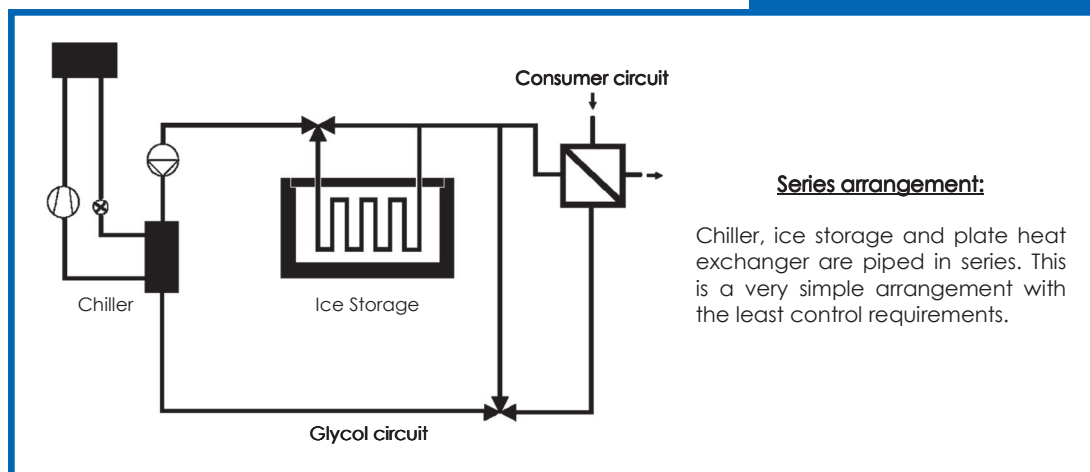 Consumer circuit
Series arrangement:
Chiller, ice storage and plate heat
exchanger are piped in series. This
is a very simple arrangement with
the least control requirements.
Chiller
Ice Storage
Glycol circuit